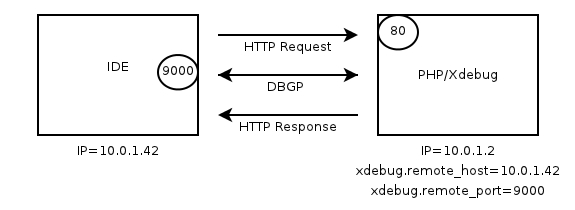 IDE
9000
IP=10.0.1.42
HTTP Request
DBGP
HTTP Response
80
PHP/Xdebug
IP=10.0.1.2
xdebug.remote_host=10.0.1.42
xdebug.remote_port=9000